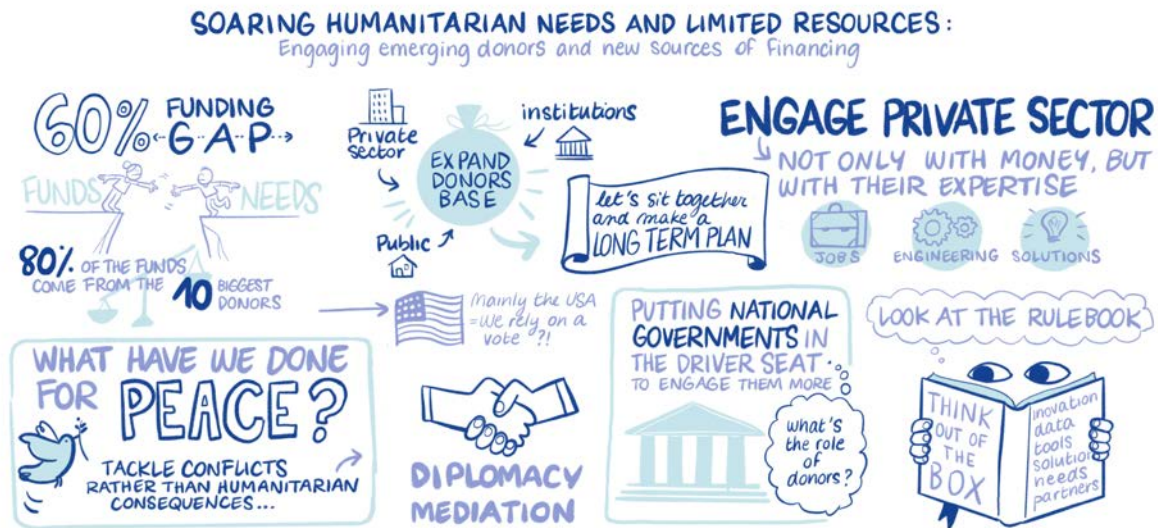 SOARING HUMANITARIAN NEEDS AND LIMITED RESOURCES:
Engaging emerging donors and new sources of financing
60% FUNDING
GAP
FUNDS
NEEDS
80% OF THE FUNDS
COME FROM THE 10 BIGGEST
DONORS
Private
Sector
institutions
EXPAND
DONORS
BASE
Public
let's sit together
and make a
LONG TERM PLAN
ENGAGE PRIVATE SECTOR
NOT ONLY WITH MONEY, BUT
WITH THEIR EXPERTISE
JOBS
ENGINEERING
SOLUTIONS
Mainly the USA
=We rely on a
vote ?!
WHAT HAVE WE DONE
FOR PEACE?
TACKLE CONFLICTS
RATHER THAN HUMANITARIAN
CONSEQUENCES...
DIPLOMACY
MEDIATION
PUTTING NATIONAL
GOVERNMENTS IN
THE DRIVER SEAT
TO ENGAGE THEM MORE
what's
the role
of
donors?
LOOK AT THE RULEBOOK
THINK
OUT OF
THE
BOX
inovation
data
tools
solution
needs
partners